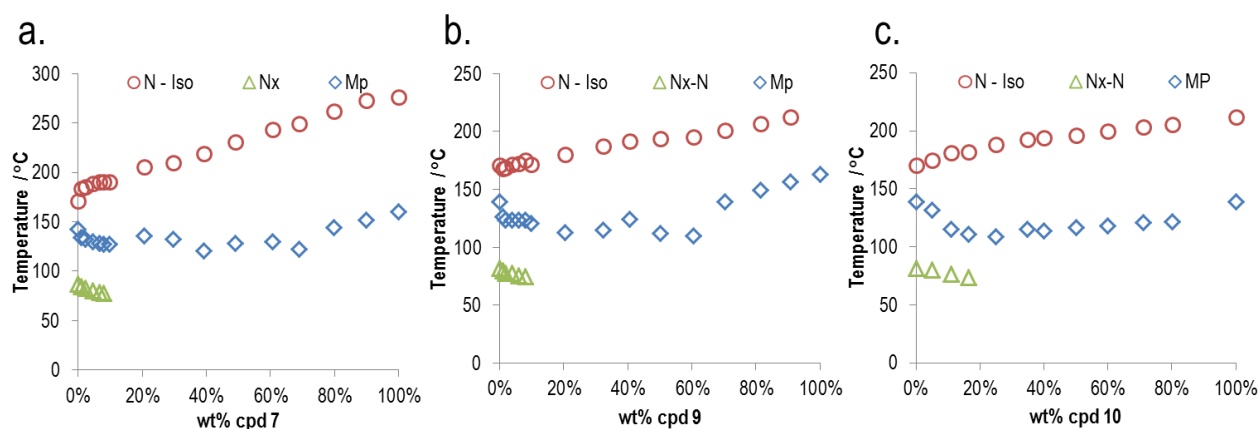 a.
N - Iso Nx Mp
300
250
200
150
100
50
0
Temperature /°C
0% 20% 40% 60% 80% 100%
wt% cpd 7
b.
N - Iso Nx-N Mp
250
200
150
100
50
0
Temperature /°C
0% 20% 40% 60% 80% 100%
wt% cpd 9
c.
N - Iso Nx-N MP
250
200
150
100
50
0
Temperature /°C
0% 20% 40% 60% 80% 100%
wt% cpd 10